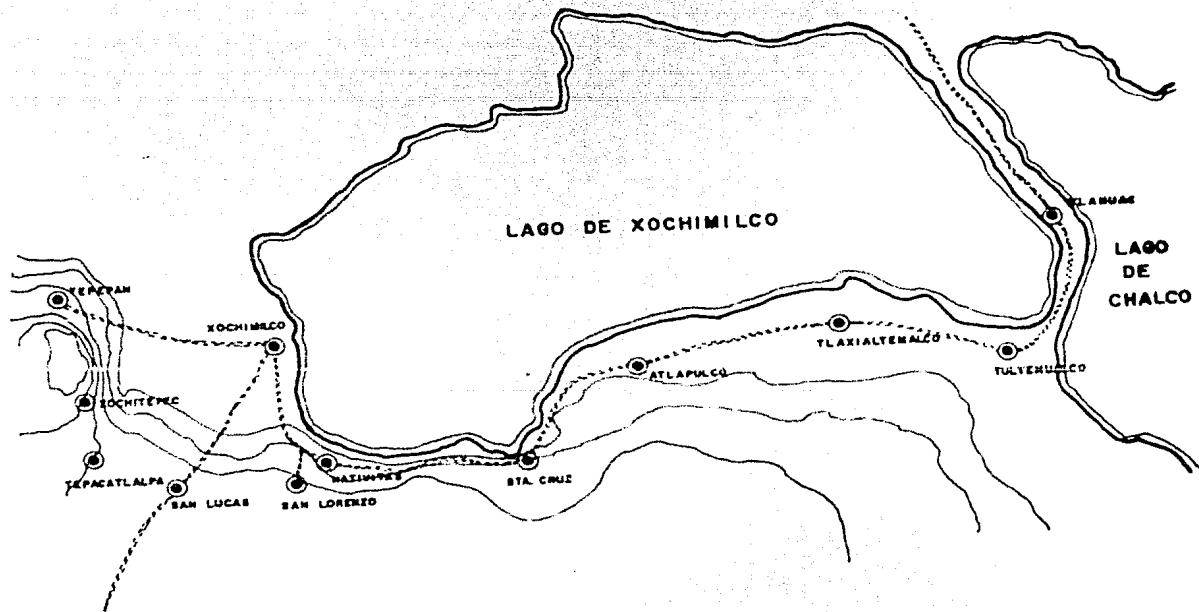 LAGO DE XOCHIMILCO
TLAHUAC
LAGO
DE
CHALCO
TEPEPAN
XOCHIMILCO
TLAXIALTEMALCO
ATLAPULCO
TULYEHUALCO
XOCHITEPEC
TEPACATLALPA
SAN LUCAS
SAN LORENZO
NATIVITAS
STA. CRUZ